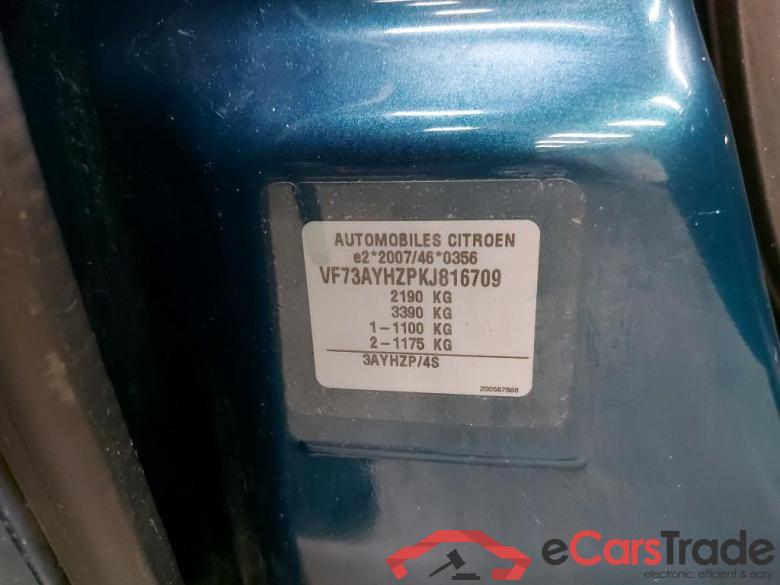 AUTOMOBILES CITROEN
e2*2007/46*0356
VF73AYHZPKJ816709
2190 KG
3390 KG
1-1100 KG
2-1175 KG
3AYHZP/4S
200567888
eCarsTrade
electronic, efficient & easy